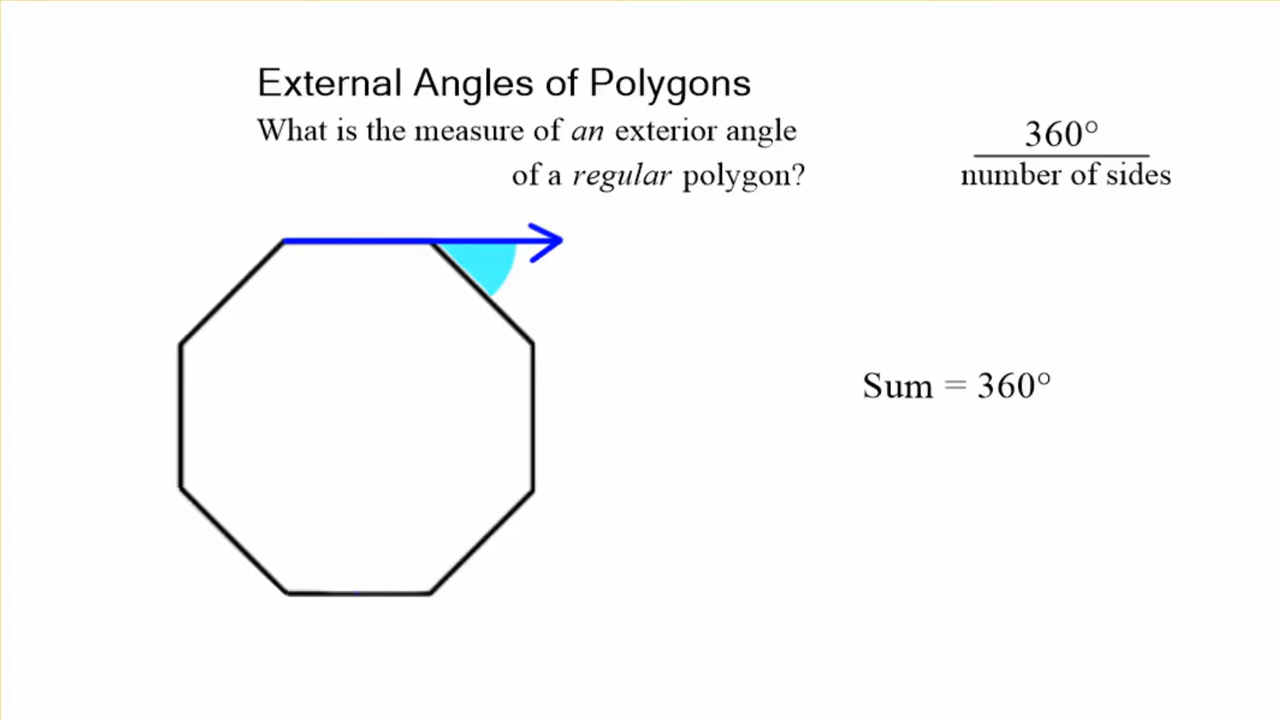 External Angles of Polygons
What is the measure of an exterior angle
of a regular polygon?
360°
number of sides
Sum = 360°